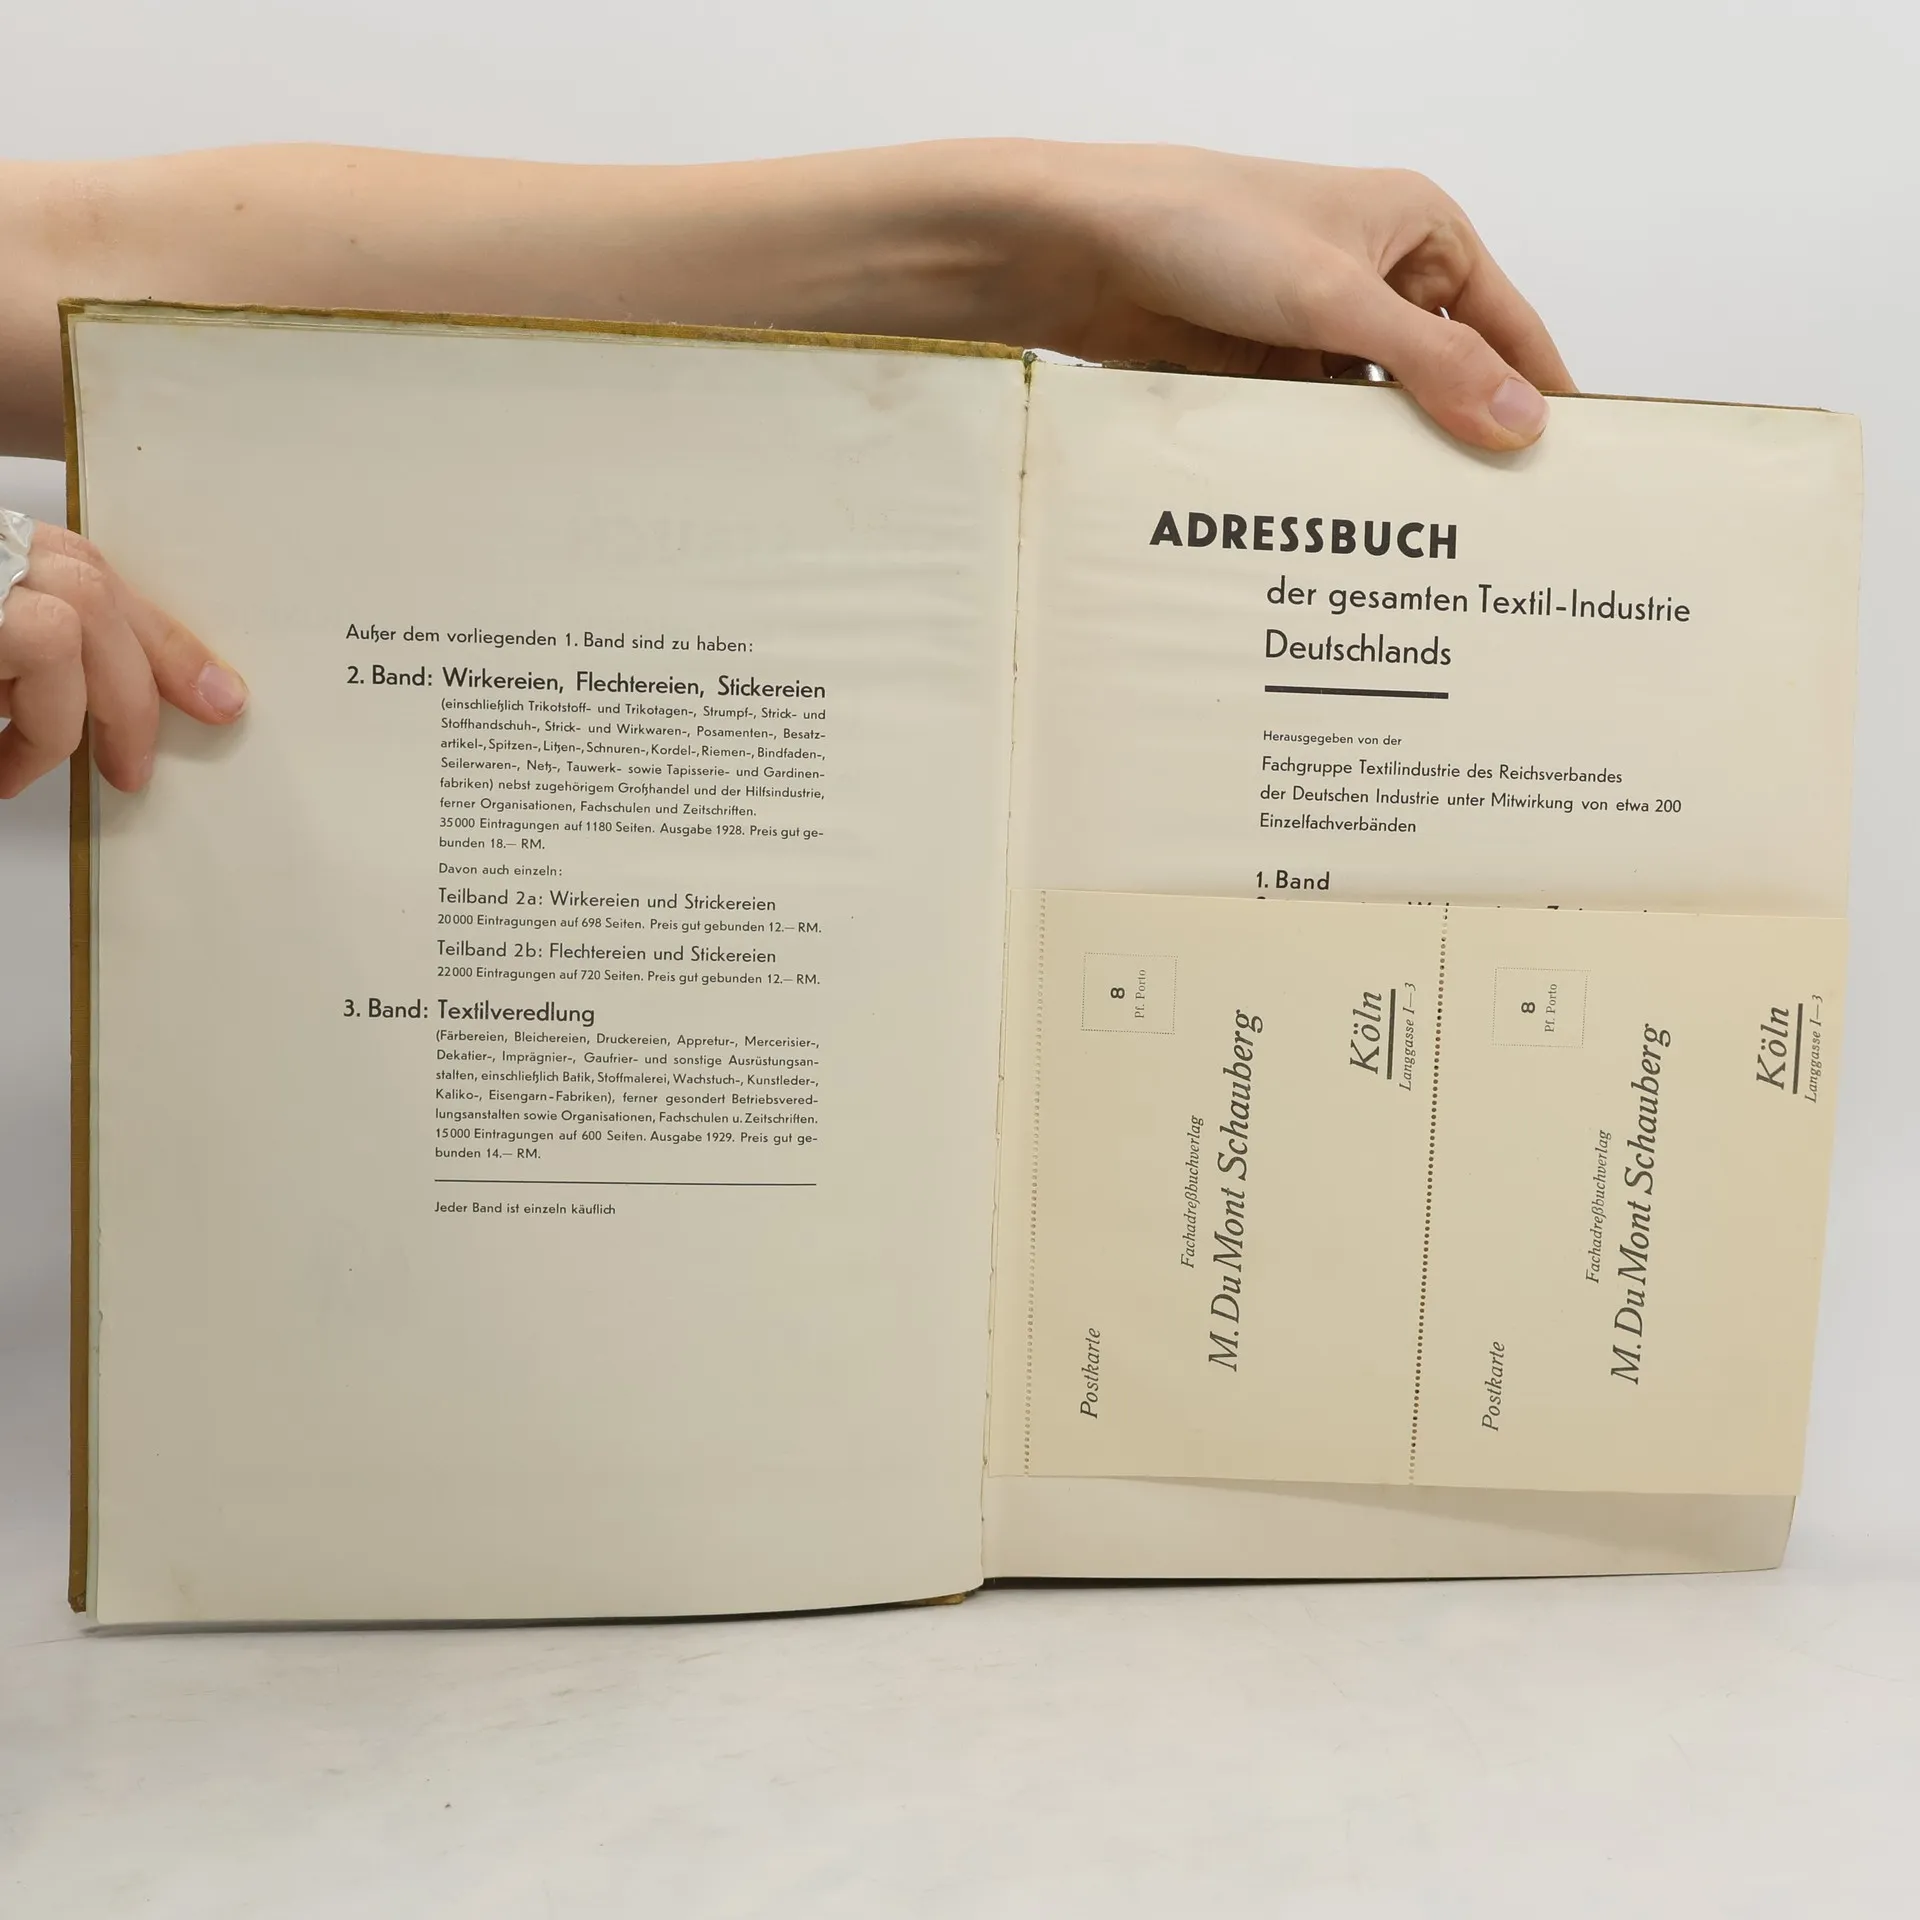 Außer dem vorliegenden 1. Band sind zu haben:
2. Band: Wirkereien, Flechtereien, Stickereien
(einschließlich Trikotstoff- und Trikotagen-, Strumpf-, Strick- und
Stoffhandschuh-, Strick- und Wirkwaren-, Posamenten-, Besatz-
artikel-, Spitzen-, Litzen-, Schnuren-, Kordel-, Riemen-, Bindfaden-,
Seilerwaren-, Netz-, Tauwerk- sowie Tapisserie- und Gardinen-
fabriken) nebst zugehörigem Großhandel und der Hilfsindustrie,
ferner Organisationen, Fachschulen und Zeitschriften.
35000 Eintragungen auf 1180 Seiten. Ausgabe 1928. Preis gut ge-
bunden 18.— RM.
Davon auch einzeln:
Teilband 2a: Wirkereien und Strickereien
20000 Eintragungen auf 698 Seiten. Preis gut gebunden 12.— RM.
Teilband 2b: Flechtereien und Stickereien
22000 Eintragungen auf 720 Seiten. Preis gut gebunden 12.— RM.
3. Band: Textilveredlung
(Färbereien, Bleichereien, Druckereien, Appretur-, Mercerisier-,
Dekatier-, Imprägnier-, Gaufrier- und sonstige Ausrüstungsan-
stalten, einschließlich Batik, Stoffmalerei, Wachstuch-, Kunstleder-,
Kaliko-, Eisengarn-Fabriken), ferner gesondert Betriebsvered-
lungsanstalten sowie Organisationen, Fachschulen u. Zeitschriften.
15000 Eintragungen auf 600 Seiten. Ausgabe 1929. Preis gut ge-
bunden 14.— RM.
Jeder Band ist einzeln käuflich
ADRESSBUCH
der gesamten Textil-Industrie
Deutschlands
Herausgegeben von der
Fachgruppe Textilindustrie des Reichsverbandes
der Deutschen Industrie unter Mitwirkung von etwa 200
Einzelfachverbänden
1. Band
Postkarte
8
Pf. Porto
Fachadreßbuchverlag
M. DuMont Schauberg
Köln
Langgasse 1—3
Postkarte
8
Pf. Porto
Fachadreßbuchverlag
M. DuMont Schauberg
Köln
Langgasse 1—3